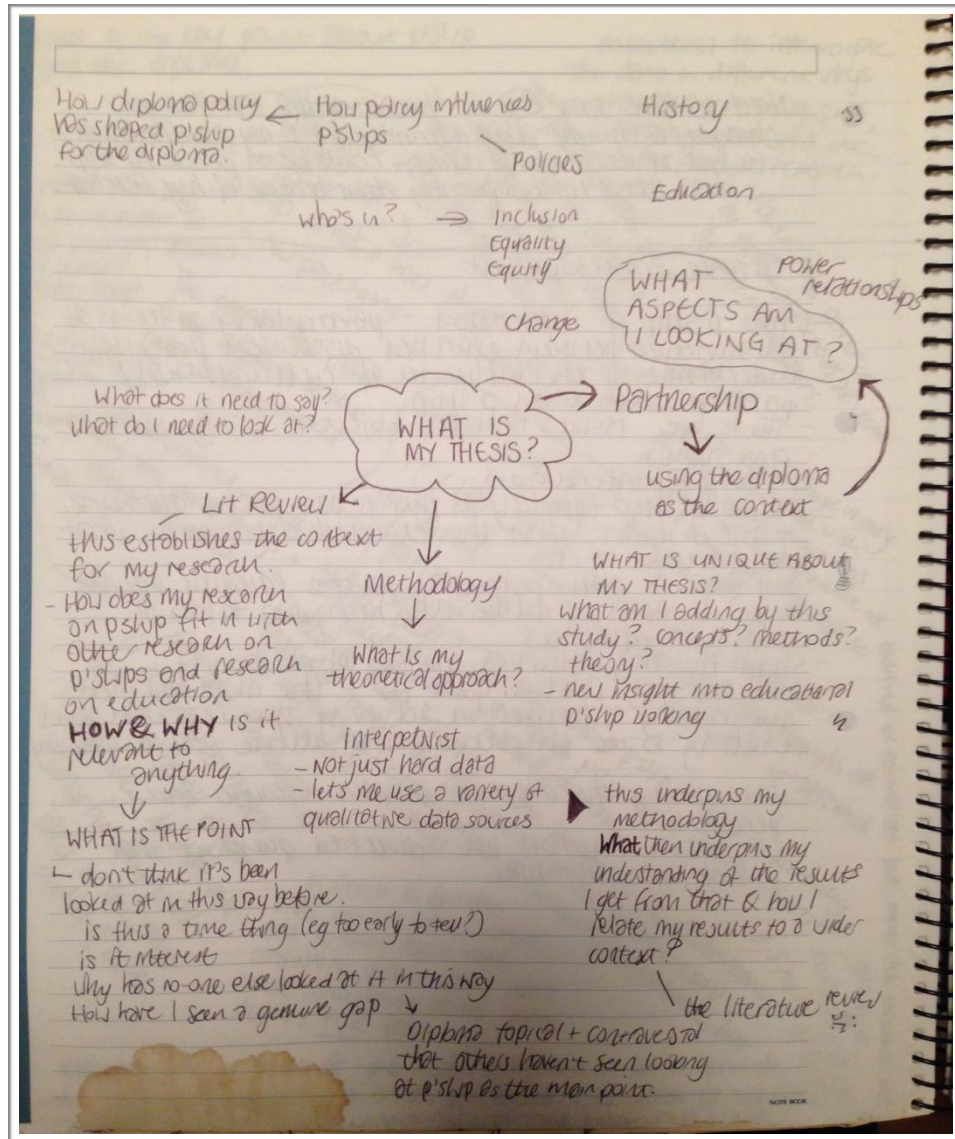 How diploma policy
has shaped p'ship
for the diploma.
How policy influences
p'ships
History
Policies
Education
who's in?
Inclusion
Equality
Equity
change
power
relationships
WHAT
ASPECTS AM
I LOOKING AT?
What does it need to say?
what do I need to look at?
WHAT IS
MY THESIS?
Partnership
using the diploma
as the context
Lit Review
this establishes the context
for my research.
- How does my research
on pship fit in with
other research on
p'ships and research
on education
HOW & WHY is it
relevant to
anything.
WHAT IS THE POINT
- don't think it's been
looked at in this way before.
is this a time thing (eg too early to tell?)
is it interest
why has no-one else looked at it in this way
How have I seen a genuine gap
Diploma topical + controversial
that others haven't seen looking
at p'ship as the main point.
Methodology
What is my
theoretical approach?
interpetivist
- Not just hard data
- lets me use a variety of
qualitative data sources
WHAT IS UNIQUE ABOUT
MY THESIS?
what am I adding by this
study? concepts? methods?
theory?
- new insight into educational
p'ship working
this underpins my
methodology
What then underpins my
understanding of the results
I get from that & how I
relate my results to a wider
context?
the literature review
NOTE BOOK